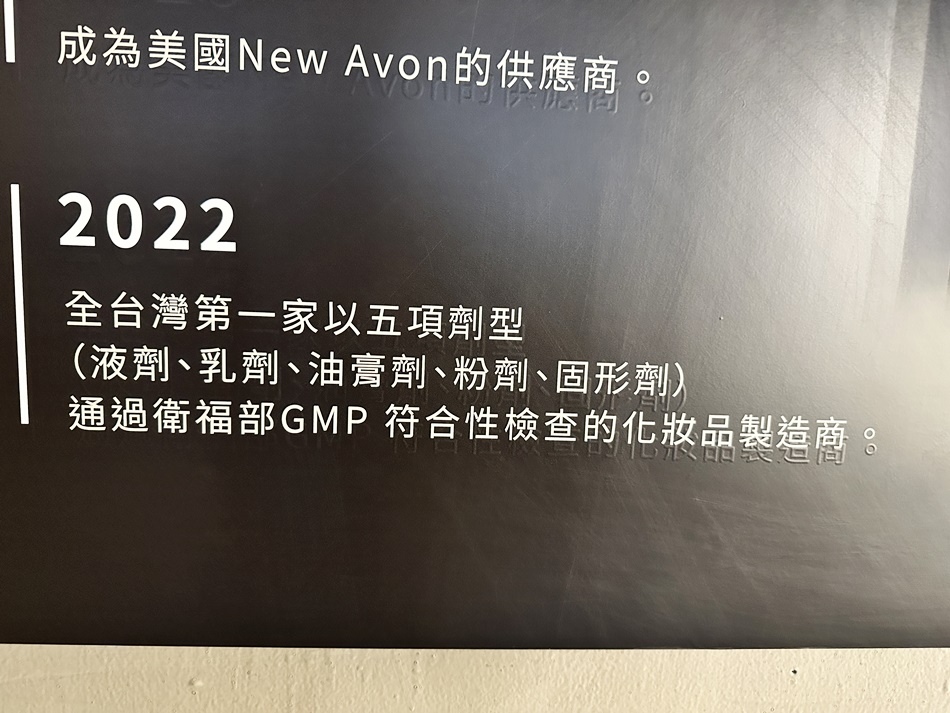 成為美國New Avon的供應商。
2022
全台灣第一家以五項劑型
（液劑、乳劑、油膏劑、粉劑、固形劑）
通過衛福部GMP 符合性檢查的化妝品製造商。